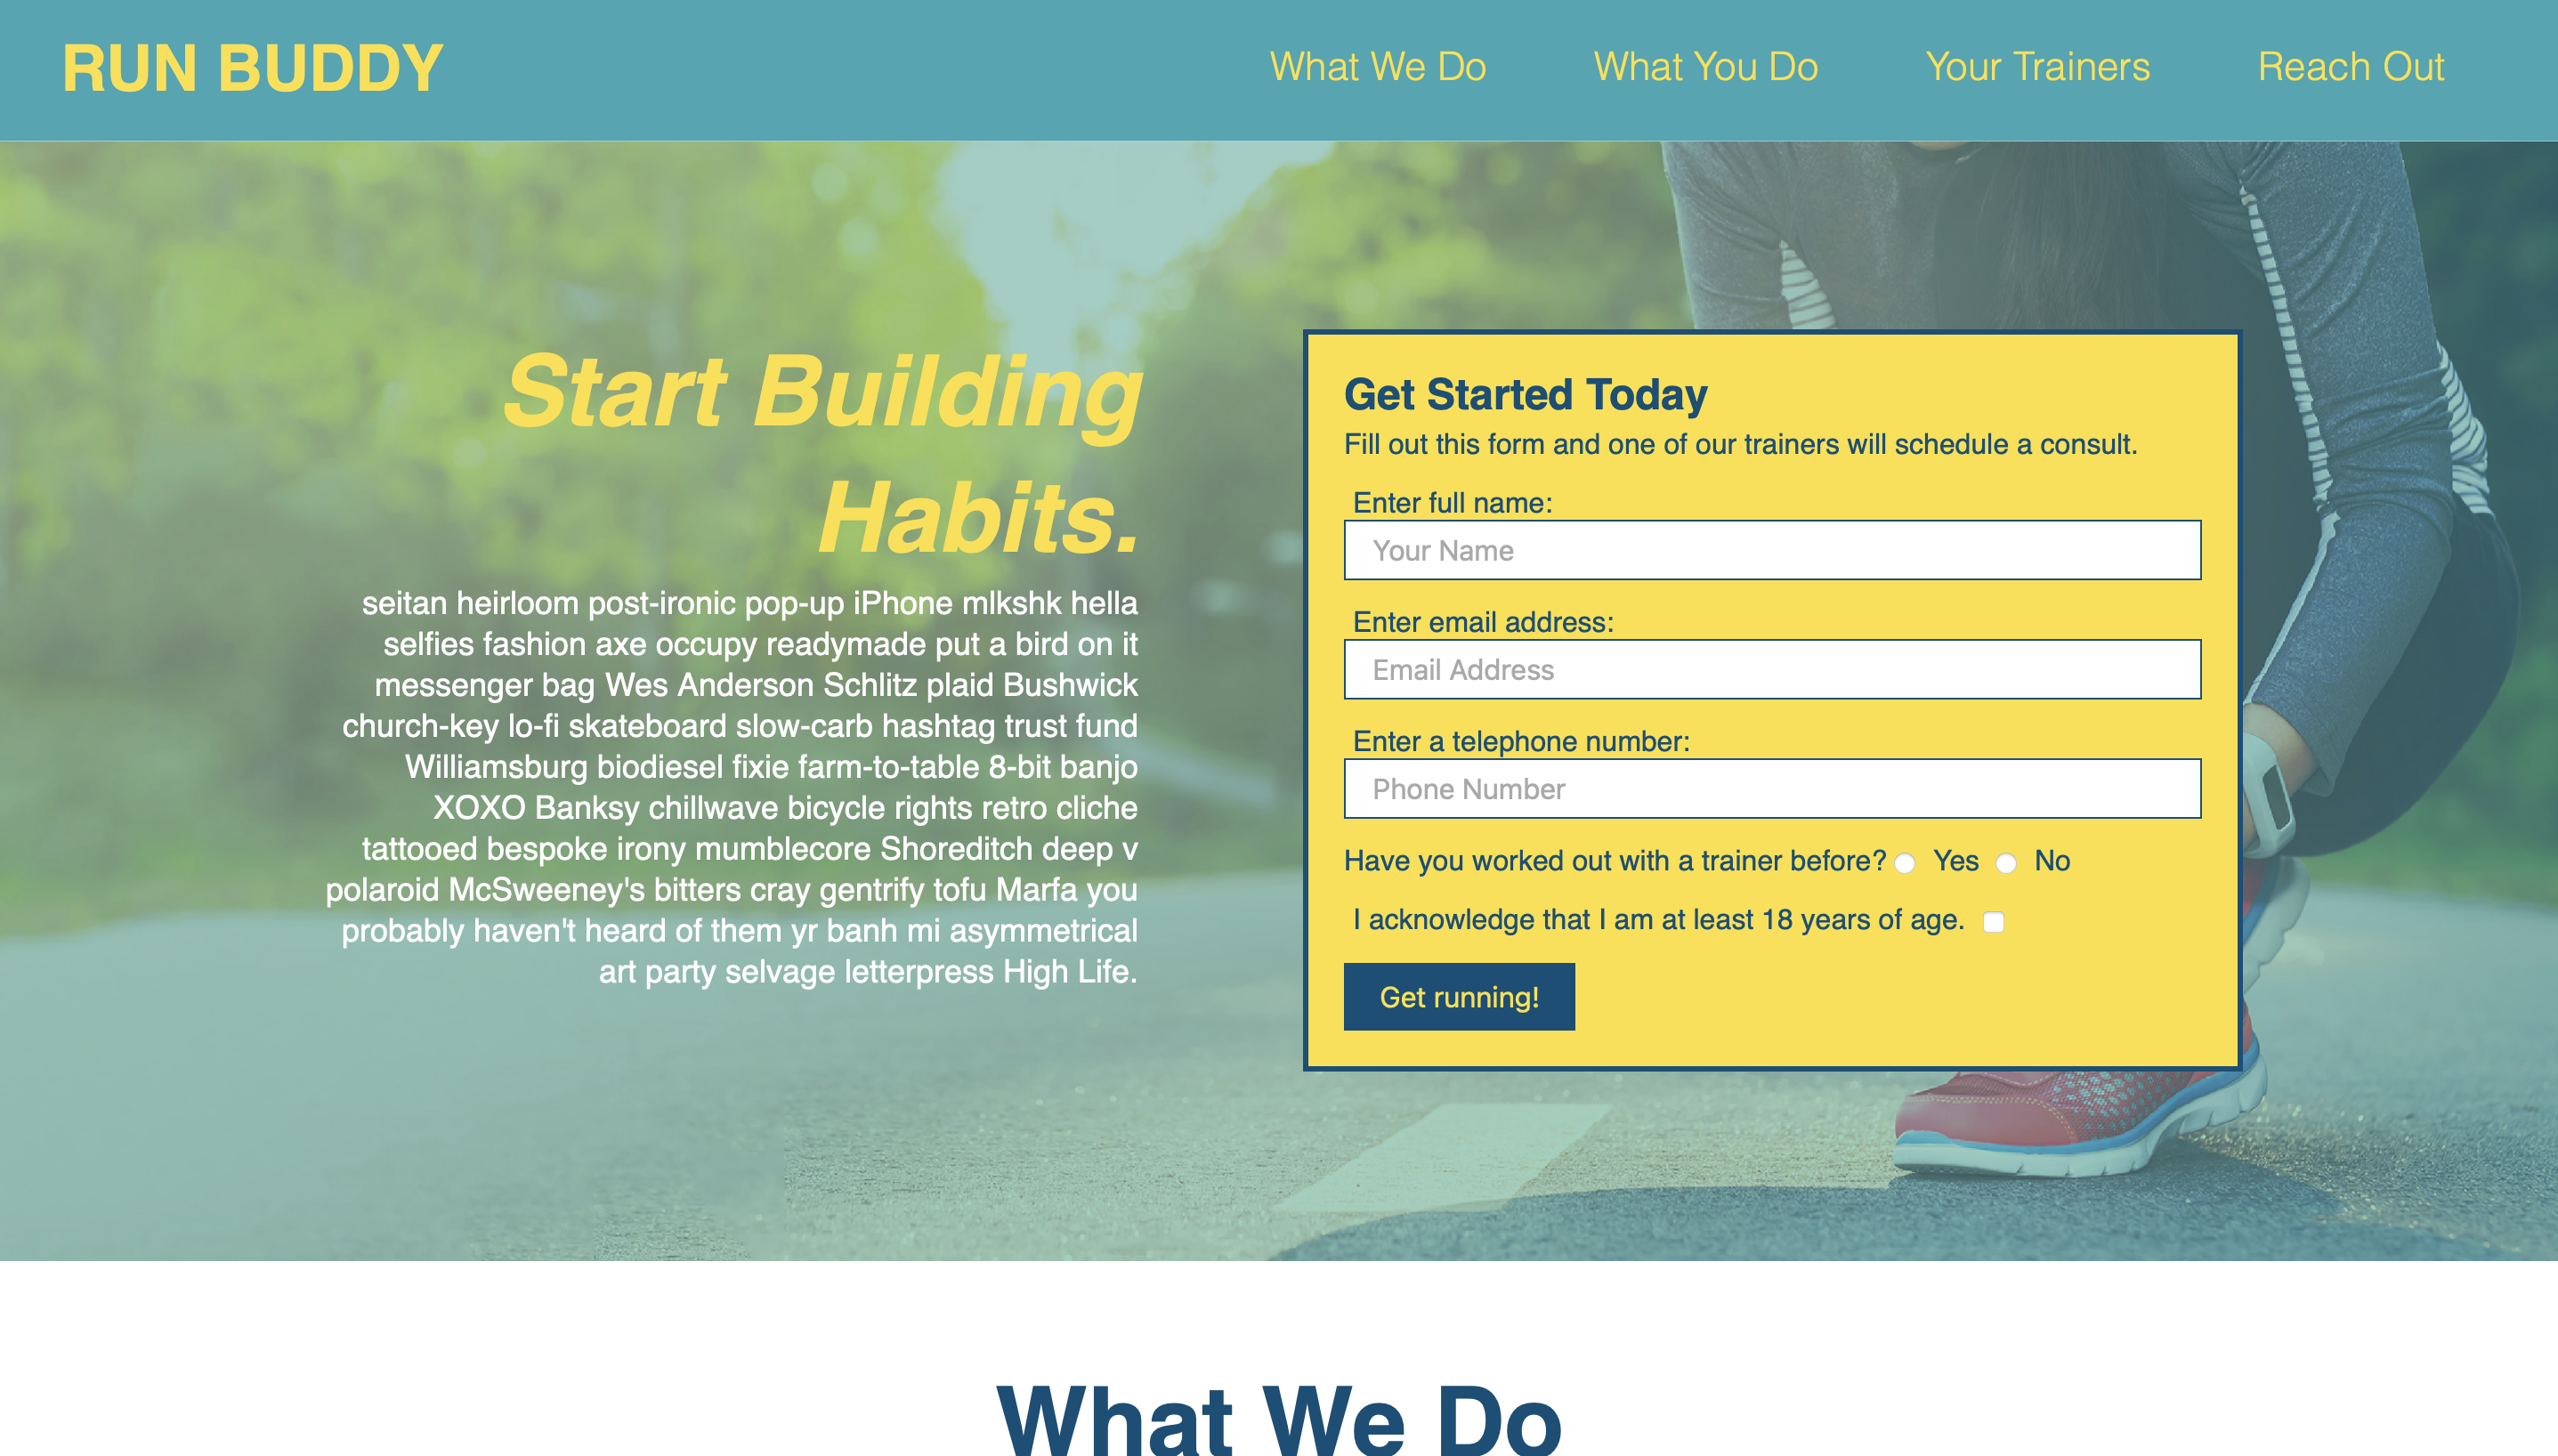 RUN BUDDY
What We Do What You Do Your Trainers Reach Out
Start Building
Habits.
seitan heirloom post-ironic pop-up iPhone mlkshk hella
selfies fashion axe occupy readymade put a bird on it
messenger bag Wes Anderson Schlitz plaid Bushwick
church-key lo-fi skateboard slow-carb hashtag trust fund
Williamsburg biodiesel fixie farm-to-table 8-bit banjo
XOXO Banksy chillwave bicycle rights retro cliche
tattooed bespoke irony mumblecore Shoreditch deep v
polaroid McSweeney's bitters cray gentrify tofu Marfa you
probably haven't heard of them yr banh mi asymmetrical
art party selvage letterpress High Life.
Get Started Today
Fill out this form and one of our trainers will schedule a consult.
Enter full name:
Your Name
Enter email address:
Email Address
Enter a telephone number:
Phone Number
Have you worked out with a trainer before? Yes No
I acknowledge that I am at least 18 years of age.
Get running!
What We Do